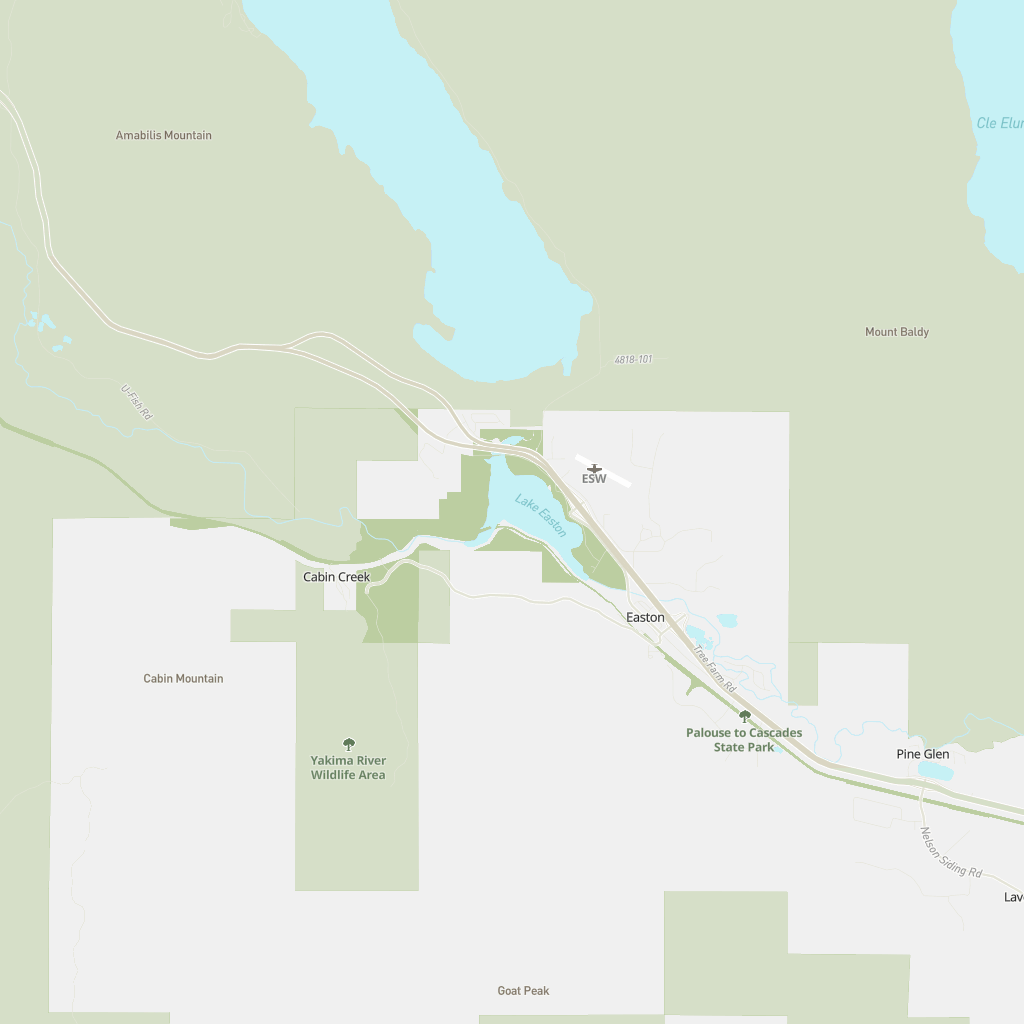 Cle Elum
Amabilis Mountain
Mount Baldy
4818-101
U-Fish Rd
ESW
Lake Easton
Cabin Creek
Easton
Tree Farm Rd
Cabin Mountain
Palouse to Cascades
State Park
Yakima River
Wildlife Area
Pine Glen
Nelson Siding Rd
Lav
Goat Peak